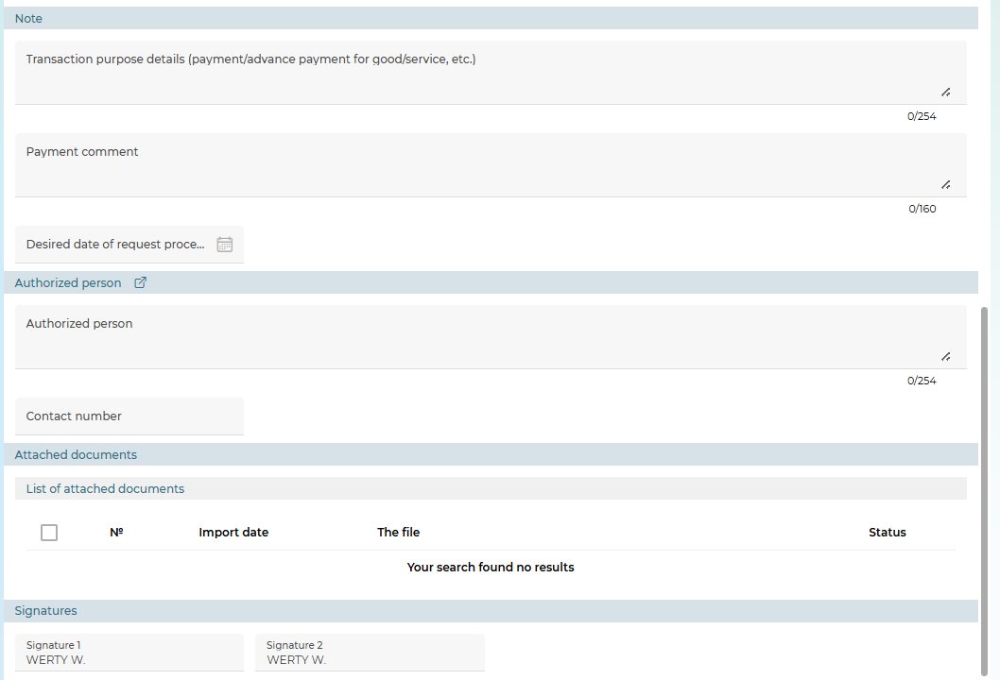 Note
Transaction purpose details (payment/advance payment for good/service, etc.)
0/254
Payment comment
0/160
Desired date of request proce...
Authorized person
Authorized person
0/254
Contact number
Attached documents
List of attached documents
Nº Import date The file Status
Your search found no results
Signatures
Signature 1 Signature 2
WERTY W. WERTY W.